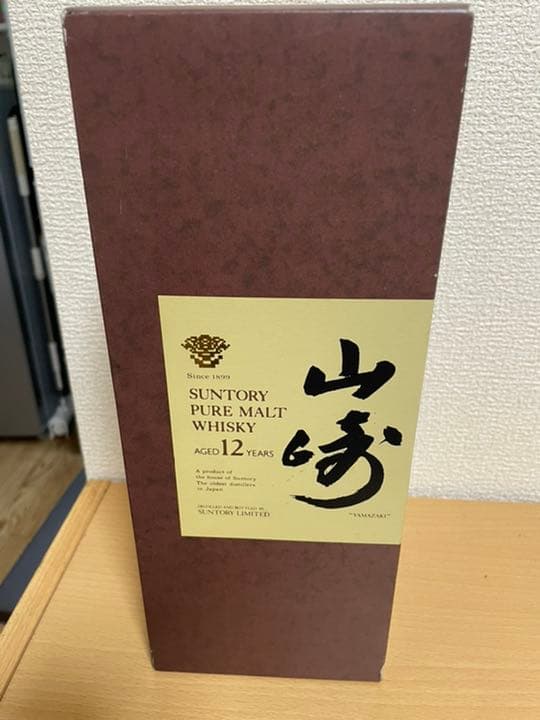 Since 1899
SUNTORY
PURE MALT
WHISKY
AGED 12 YEARS
A product of
the house of Suntory
The oldest distillers
in Japan
DISTILLED AND BOTTLED BY
SUNTORY LIMITED
山崎
"YAMAZAKI"